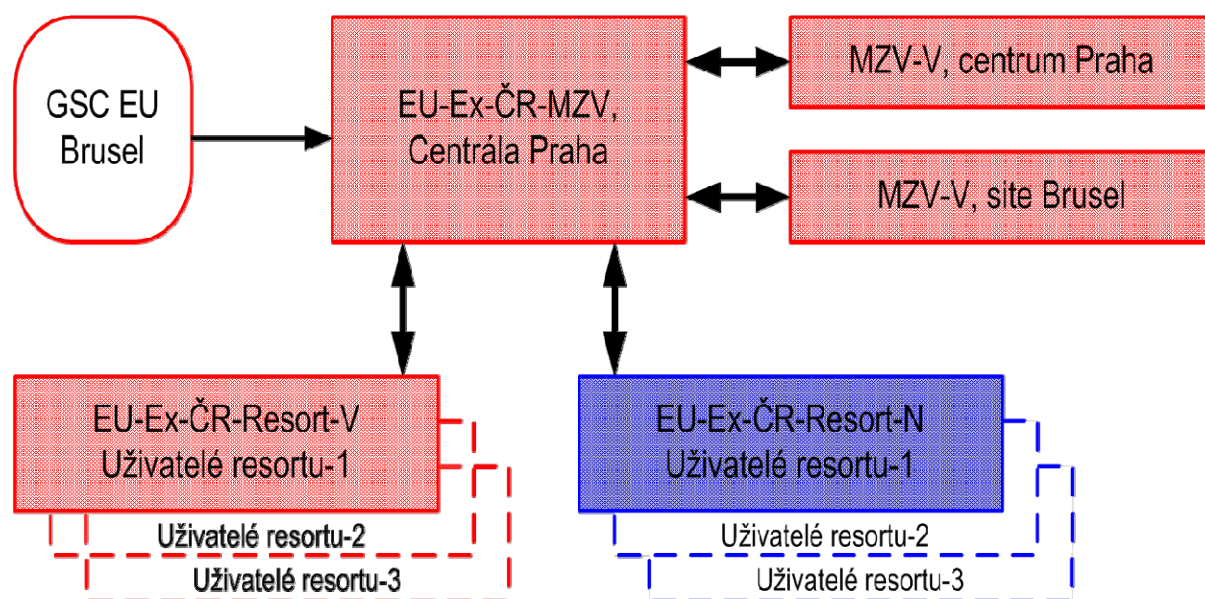 GSC EU
Brusel
EU-Ex-ČR-MZV,
Centrála Praha
MZV-V, centrum Praha
MZV-V, site Brusel
EU-Ex-ČR-Resort-V
Uživatelé resortu-1
Uživatelé resortu-2
Uživatelé resortu-3
EU-Ex-ČR-Resort-N
Uživatelé resortu-1
Uživatelé resortu-2
Uživatelé resortu-3